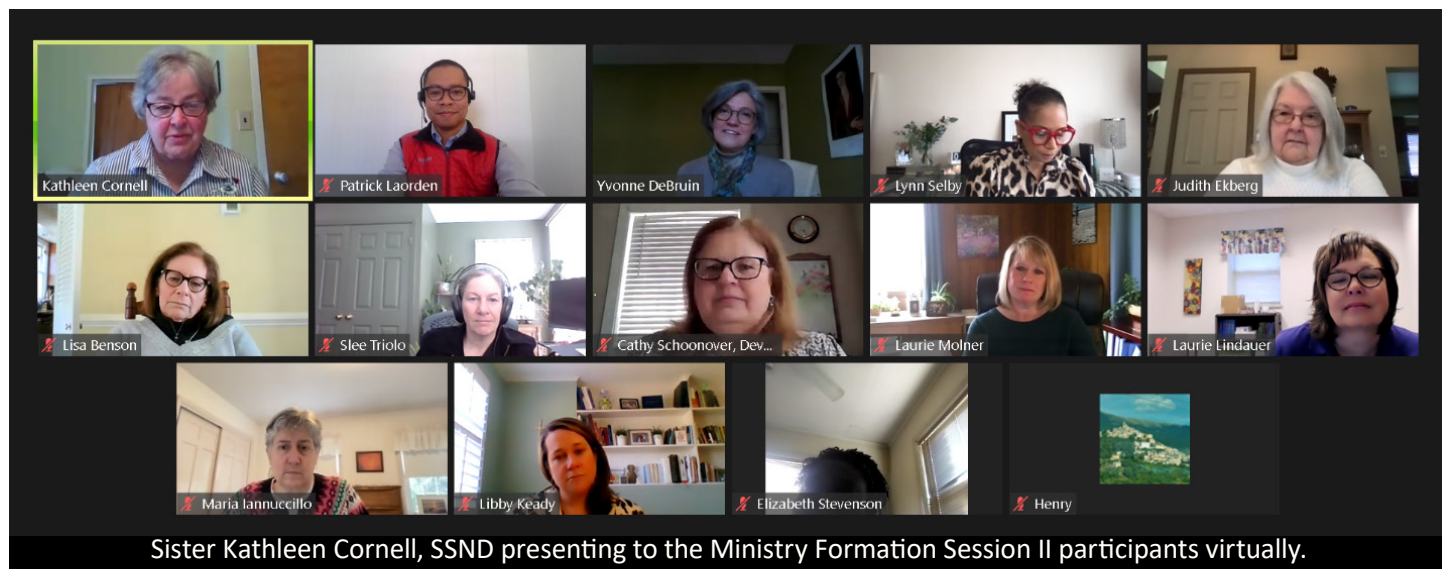 Kathleen Cornell
Patrick Laorden
Yvonne DeBruin
Lynn Selby
Judith Ekberg
Lisa Benson
Slee Triolo
Cathy Schoonover, Dev...
Laurie Molner
Laurie Lindauer
Maria Iannuccillo
Libby Keady
Elizabeth Stevenson
Henry
Sister Kathleen Cornell, SSND presenting to the Ministry Formation Session II participants virtually.